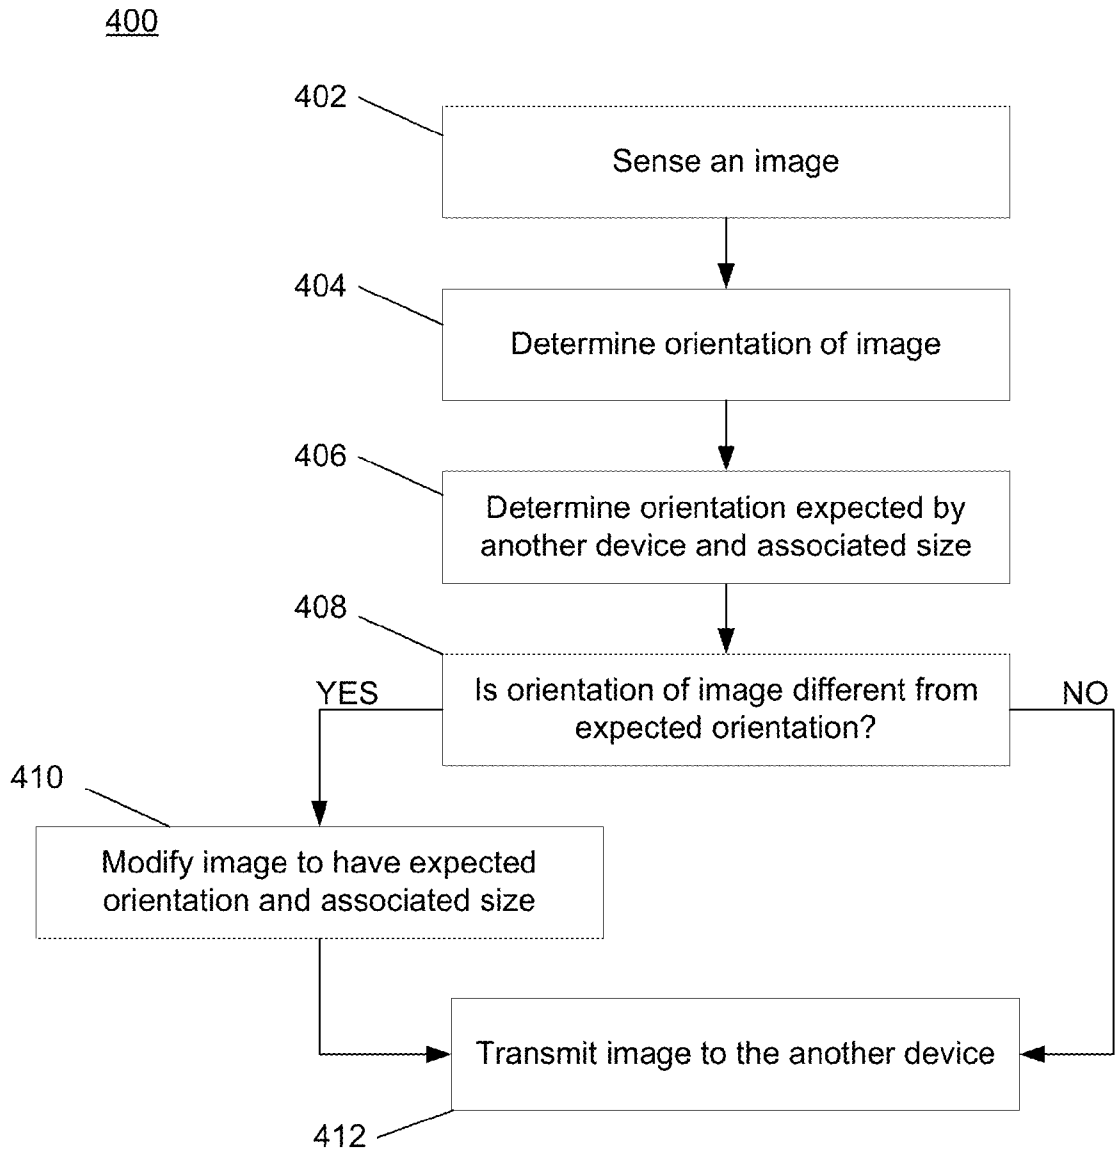 400
402
Sense an image
404
Determine orientation of image
406
Determine orientation expected by
another device and associated size
408
Is orientation of image different from
expected orientation?
YES
NO
410
Modify image to have expected
orientation and associated size
Transmit image to the another device
412